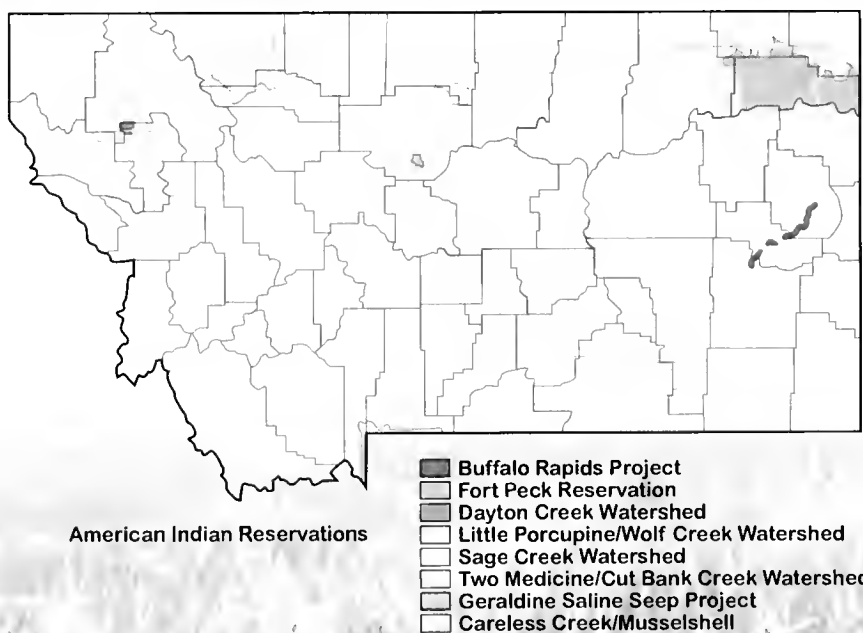 American Indian Reservations
Buffalo Rapids Project
Fort Peck Reservation
Dayton Creek Watershed
Little Porcupine/Wolf Creek Watershed
Sage Creek Watershed
Two Medicine/Cut Bank Creek Watershed
Geraldine Saline Seep Project
Careless Creek/Musselshell